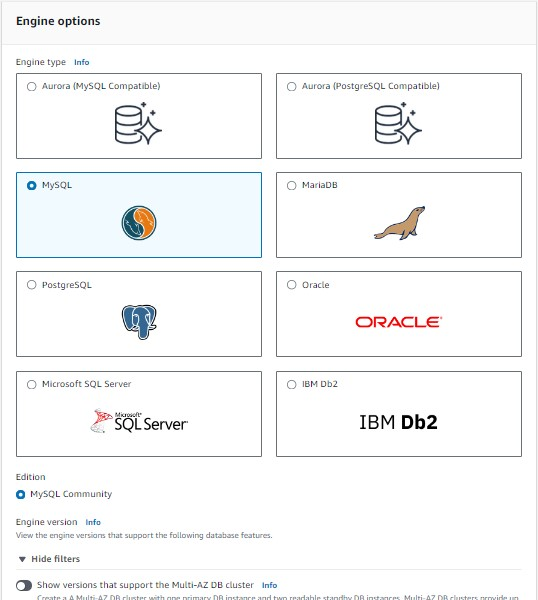 Engine options
Engine type Info
Aurora (MySQL Compatible)
Aurora (PostgreSQL Compatible)
MySQL
MariaDB
PostgreSQL
Oracle
ORACLE
Microsoft SQL Server
Microsoft®
SQL Server
IBM Db2
IBM Db2
Edition
MySQL Community
Engine version Info
View the engine versions that support the following database features.
Hide filters
Show versions that support the Multi-AZ DB cluster Info
Create a A Multi-AZ DB cluster with one primary DB instance and two readable standby DB instances. Multi-AZ DB clusters provide up